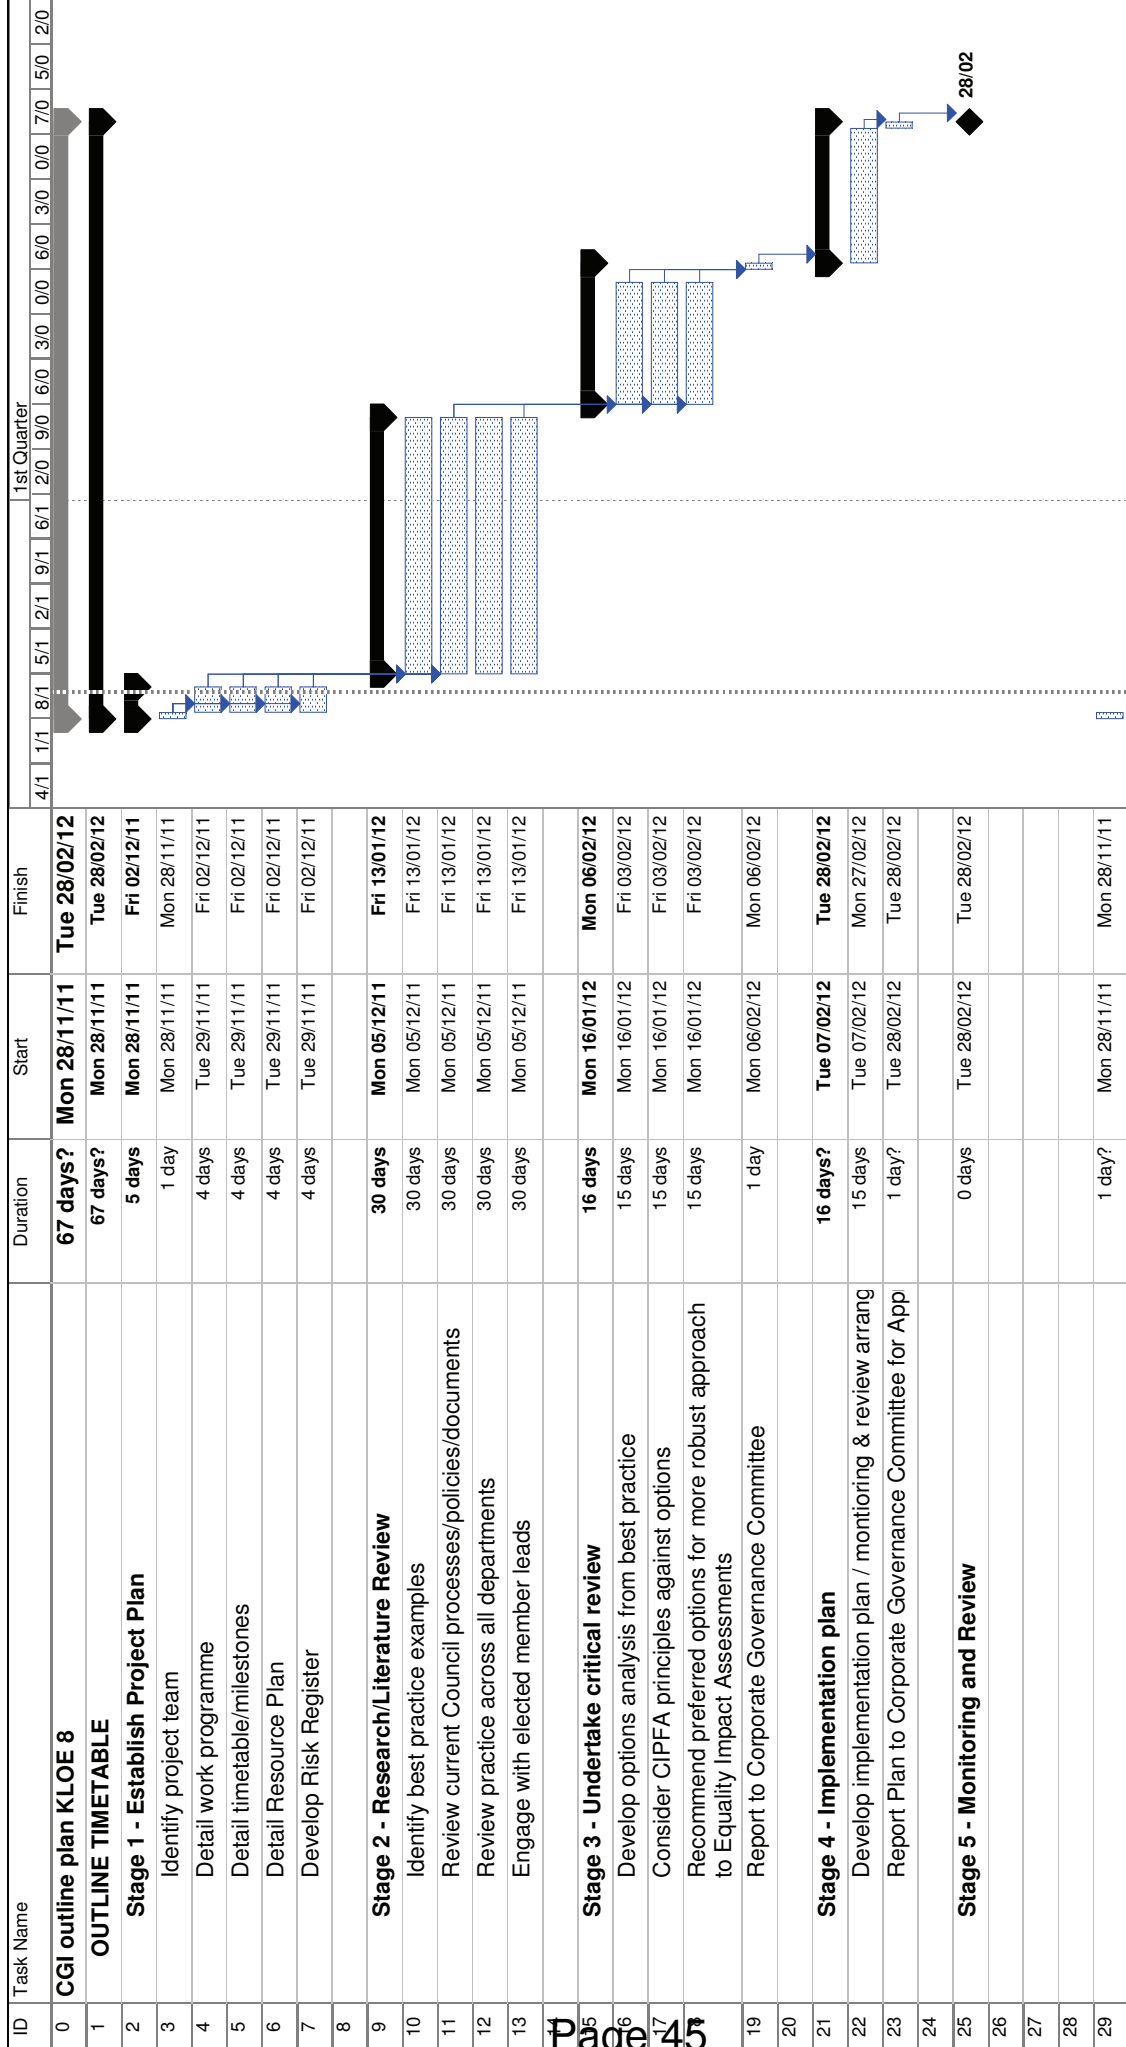 ID Task Name Duration Start Finish 1st Quarter
4/1 1/1 8/1 5/1 2/1 9/1 6/1 2/0 9/0 6/0 3/0 0/0 6/0 3/0 0/0 7/0 5/0 2/0
0 CGI outline plan KLOE 8 67 days? Mon 28/11/11 Tue 28/02/12
1 OUTLINE TIMETABLE 67 days? Mon 28/11/11 Tue 28/02/12
2 Stage 1 - Establish Project Plan 5 days Mon 28/11/11 Fri 02/12/11
3 Identify project team 1 day Mon 28/11/11 Mon 28/11/11
4 Detail work programme 4 days Tue 29/11/11 Fri 02/12/11
5 Detail timetable/milestones 4 days Tue 29/11/11 Fri 02/12/11
6 Detail Resource Plan 4 days Tue 29/11/11 Fri 02/12/11
7 Develop Risk Register 4 days Tue 29/11/11 Fri 02/12/11
8
9 Stage 2 - Research/Literature Review 30 days Mon 05/12/11 Fri 13/01/12
10 Identify best practice examples 30 days Mon 05/12/11 Fri 13/01/12
11 Review current Council processes/policies/documents 30 days Mon 05/12/11 Fri 13/01/12
12 Review practice across all departments 30 days Mon 05/12/11 Fri 13/01/12
13 Engage with elected member leads 30 days Mon 05/12/11 Fri 13/01/12
14
15 Stage 3 - Undertake critical review 16 days Mon 16/01/12 Mon 06/02/12
16 Develop options analysis from best practice 15 days Mon 16/01/12 Fri 03/02/12
17 Consider CIPFA principles against options 15 days Mon 16/01/12 Fri 03/02/12
18 Recommend preferred options for more robust approach 15 days Mon 16/01/12 Fri 03/02/12
to Equality Impact Assessments
19 Report to Corporate Governance Committee 1 day Mon 06/02/12 Mon 06/02/12
20
21 Stage 4 - Implementation plan 16 days? Tue 07/02/12 Tue 28/02/12
22 Develop implementation plan / montioring & review arrang 15 days Tue 07/02/12 Mon 27/02/12
23 Report Plan to Corporate Governance Committee for App 1 day? Tue 28/02/12 Tue 28/02/12
24
25 Stage 5 - Monitoring and Review 0 days Tue 28/02/12 Tue 28/02/12 28/02
26
27
28
29 1 day? Mon 28/11/11 Mon 28/11/11
Page 45